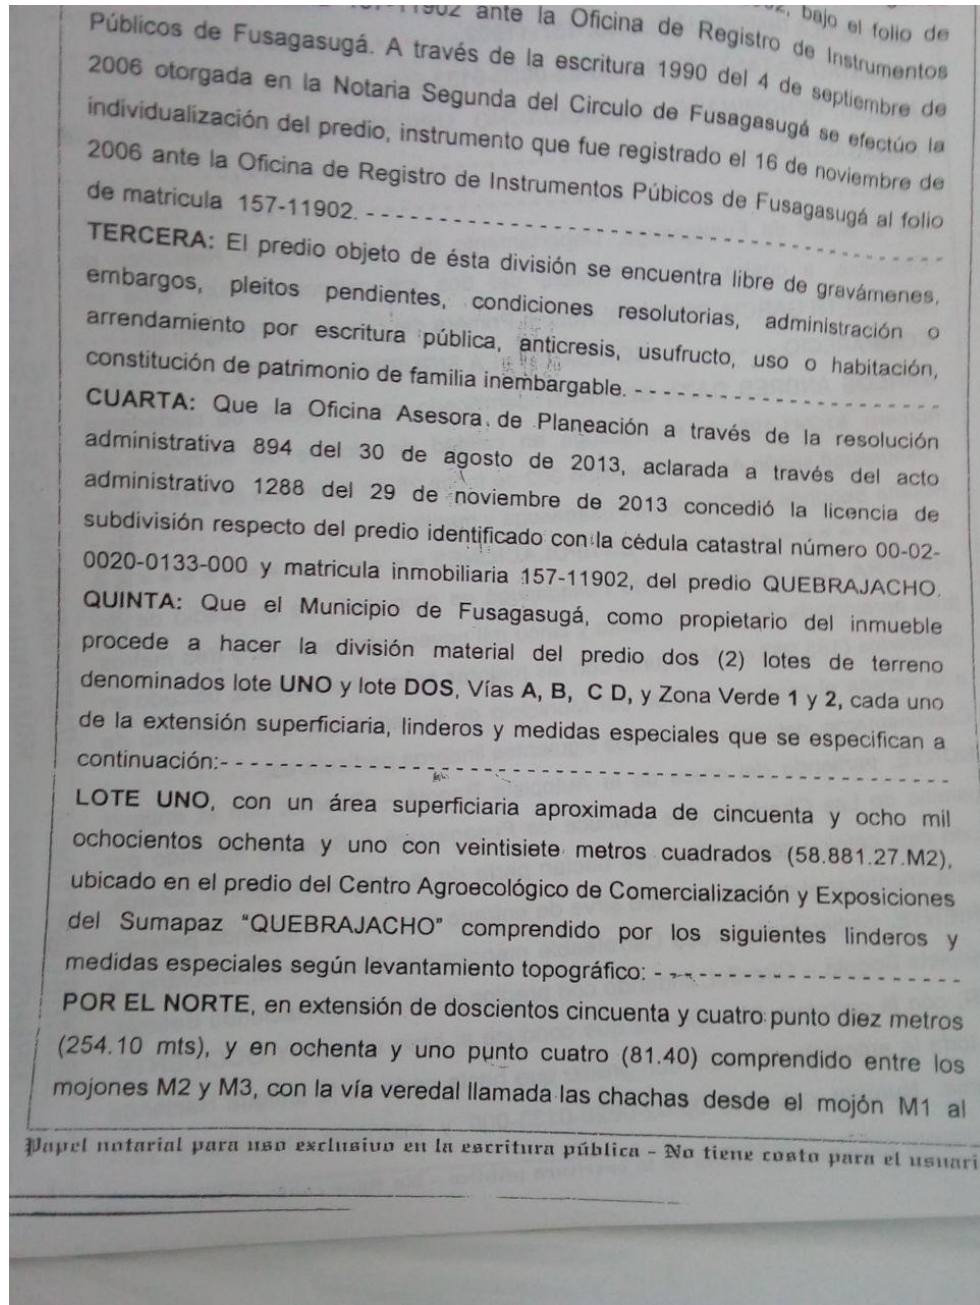 11902 ante la Oficina de Registro de Instrumentos
bajo el folio de
Públicos de Fusagasugá. A través de la escritura 1990 del 4 de septiembre de
2006 otorgada en la Notaria Segunda del Circulo de Fusagasugá se efectúo la
individualización del predio, instrumento que fue registrado el 16 de noviembre de
2006 ante la Oficina de Registro de Instrumentos Púbicos de Fusagasugá al folio
de matricula 157-11902. - - - - - - - - - - - - - - - - - - - - - - - - - - - - - -
TERCERA: El predio objeto de ésta división se encuentra libre de gravámenes,
embargos, pleitos pendientes, condiciones resolutorias, administración o
arrendamiento por escritura pública, anticresis, usufructo, uso o habitación,
constitución de patrimonio de familia inembargable. - - - - - - - - - - - - - - - - - -
CUARTA: Que la Oficina Asesora de Planeación a través de la resolución
administrativa 894 del 30 de agosto de 2013, aclarada a través del acto
administrativo 1288 del 29 de noviembre de 2013 concedió la licencia de
subdivisión respecto del predio identificado con la cédula catastral número 00-02-
0020-0133-000 y matricula inmobiliaria 157-11902, del predio QUEBRAJACHO.
QUINTA: Que el Municipio de Fusagasugá, como propietario del inmueble
procede a hacer la división material del predio dos (2) lotes de terreno
denominados lote UNO y lote DOS, Vías A, B, C D, y Zona Verde 1 y 2, cada uno
de la extensión superficiaria, linderos y medidas especiales que se especifican a
continuación:- - - - - - - - - - - - - - - - - - - - - - - - - - - - - - - - - - - - - -
LOTE UNO, con un área superficiaria aproximada de cincuenta y ocho mil
ochocientos ochenta y uno con veintisiete metros cuadrados (58.881.27.M2),
ubicado en el predio del Centro Agroecológico de Comercialización y Exposiciones
del Sumapaz “QUEBRAJACHO” comprendido por los siguientes linderos y
medidas especiales según levantamiento topográfico: - - - - - - - - - - - - - - - - -
POR EL NORTE, en extensión de doscientos cincuenta y cuatro punto diez metros
(254.10 mts), y en ochenta y uno punto cuatro (81.40) comprendido entre los
mojones M2 y M3, con la vía veredal llamada las chachas desde el mojón M1 al
Papel notarial para uso exclusivo en la escritura pública - No tiene costo para el usuari